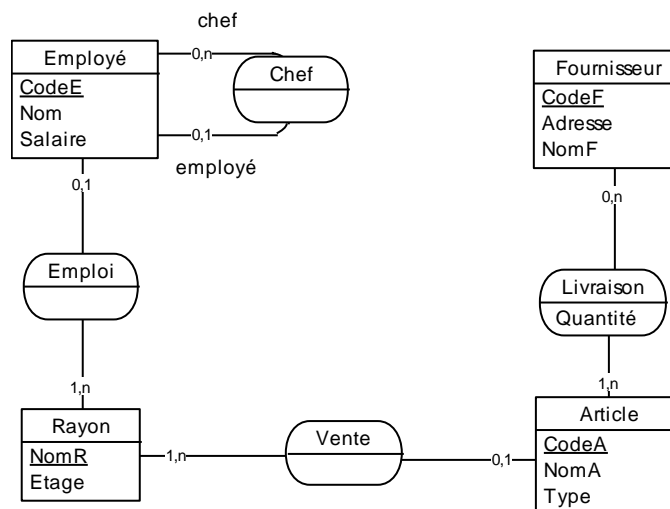 chef
Employé
CodeE
Nom
Salaire
0,n
Chef
0,1
employé
Fournisseur
CodeF
Adresse
NomF
0,1
0,n
Emploi
Livraison
Quantité
1,n
1,n
Rayon
NomR
Etage
1,n
Vente
0,1
Article
CodeA
NomA
Type